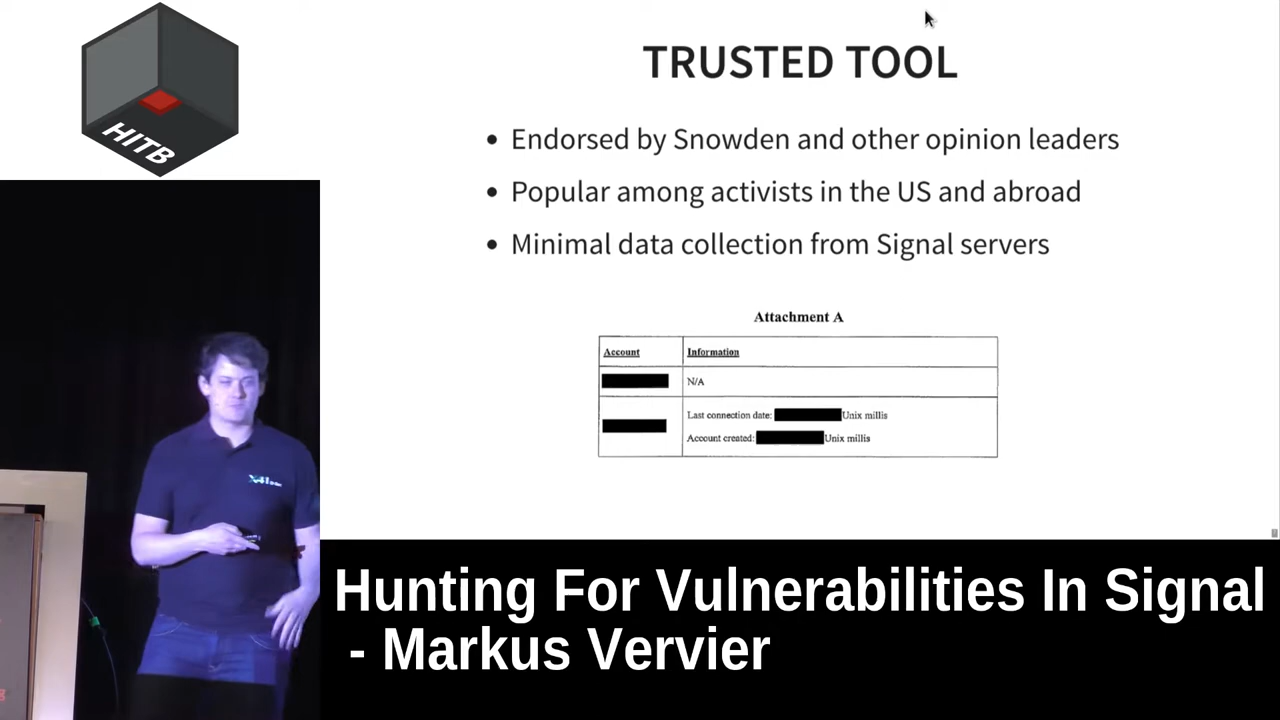 HITB
TRUSTED TOOL
• Endorsed by Snowden and other opinion leaders
• Popular among activists in the US and abroad
• Minimal data collection from Signal servers
Attachment A
Account Information
N/A
Last connection date: Unix millis
Account created: Unix millis
X41
Hunting For Vulnerabilities In Signal
- Markus Vervier